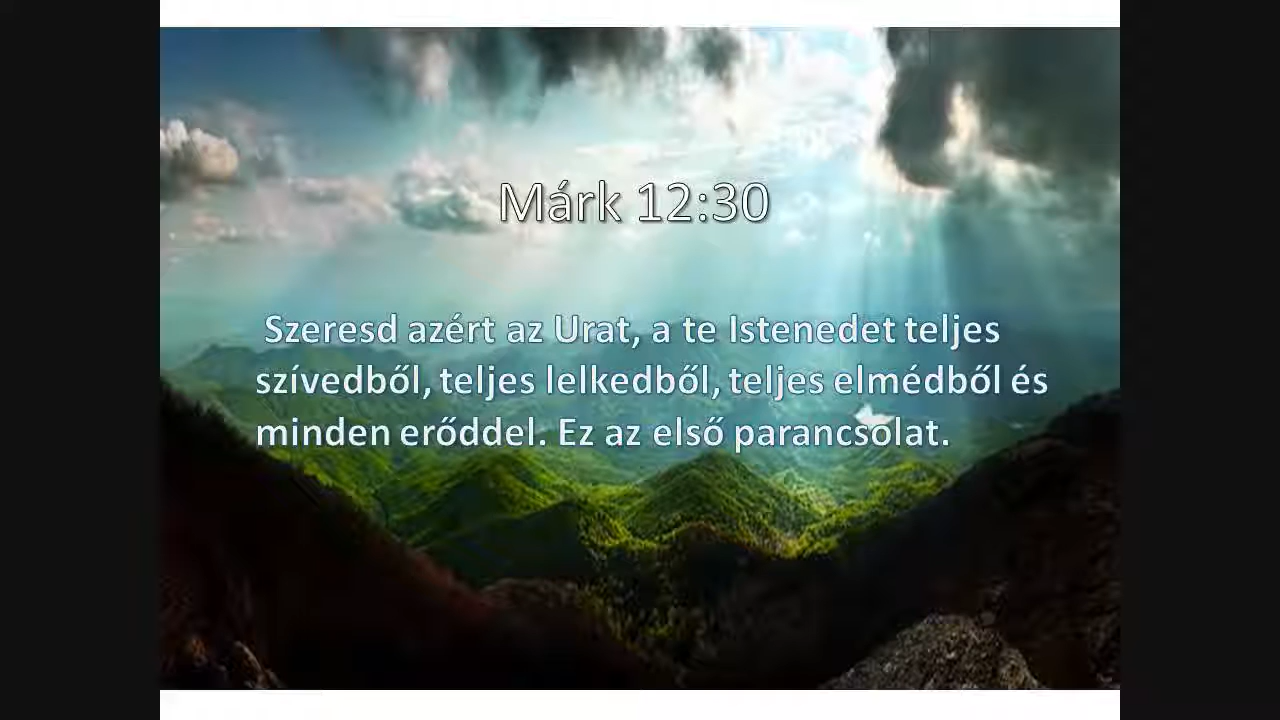 Márk 12:30
Szeresd azért az Urat, a te Istenedet teljes
szívedből, teljes lelkedből, teljes elmédből és
minden erőddel. Ez az első parancsolat.